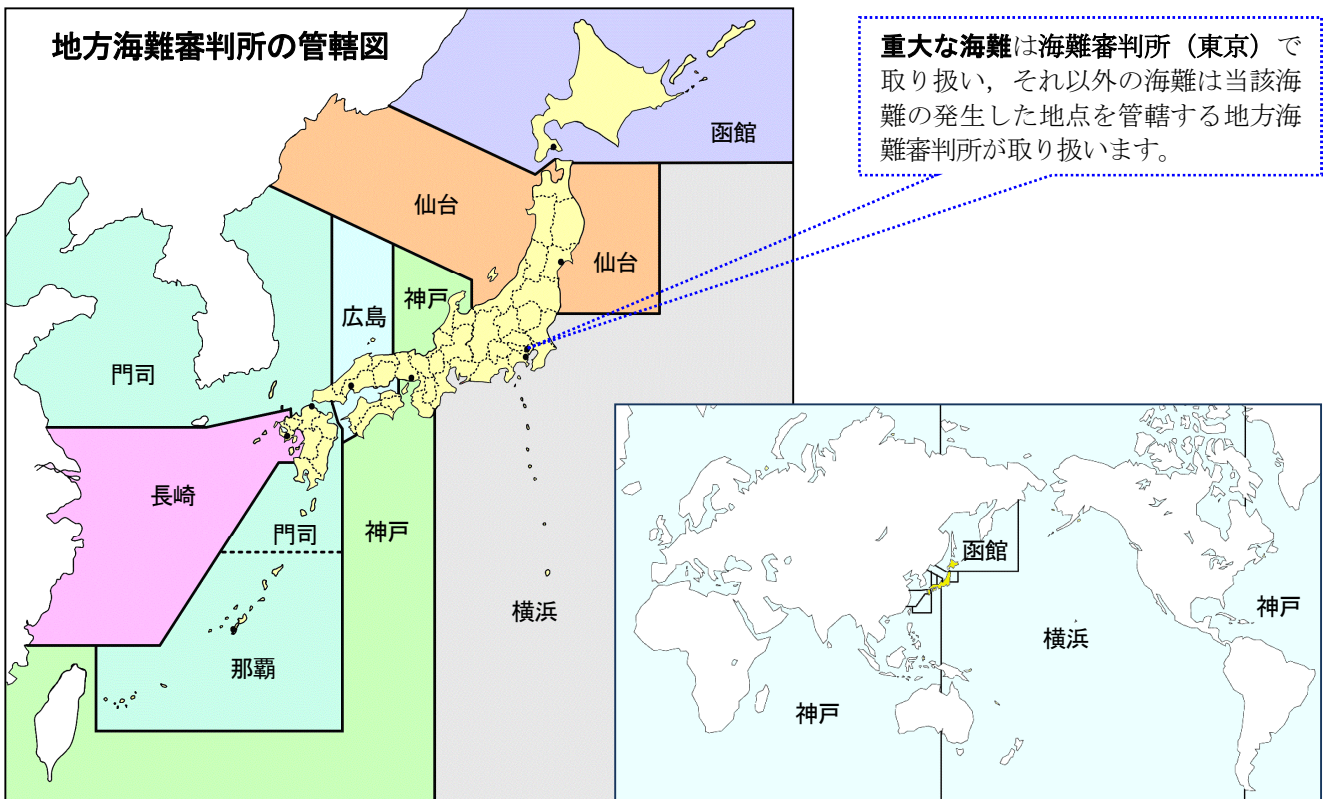 地方海難審判所の管轄図
重大な海難は海難審判所（東京）で
取り扱い，それ以外の海難は当該海
難の発生した地点を管轄する地方海
難審判所が取り扱います。
函館
仙台
仙台
神戸
広島
門司
長崎
門司
神戸
横浜
那覇
函館
神戸
横浜
神戸